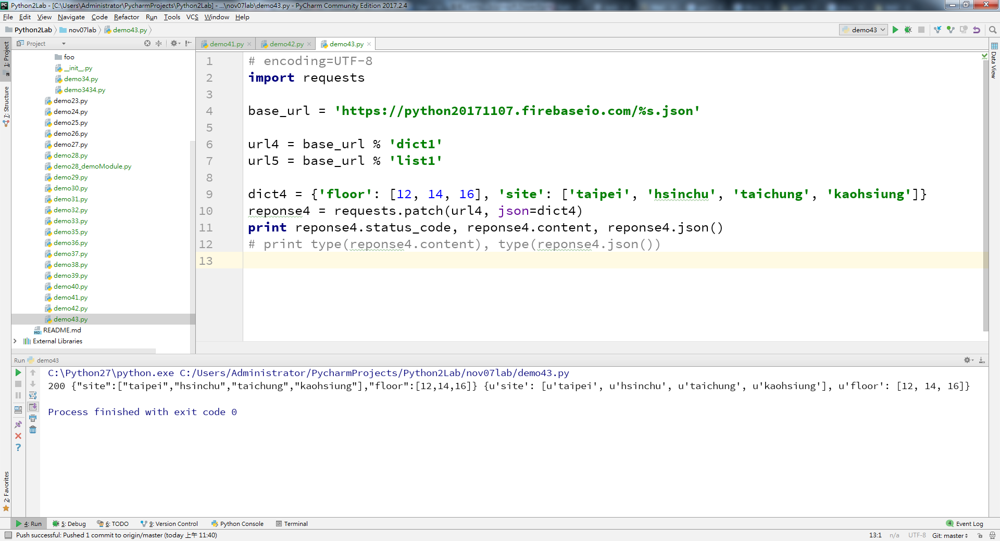 Python2Lab - [C:\Users\Administrator\PycharmProjects\Python2Lab] - ...\nov07lab\demo43.py - PyCharm Community Edition 2017.2.4
File Edit View Navigate Code Refactor Run Tools VCS Window Help
Python2Lab nov07lab demo43.py demo43
Project demo41.py demo42.py demo43.py
1: Project
7: Structure
2: Favorites
Data View
foo
__init__.py
demo34.py
demo3434.py
demo23.py
demo24.py
demo25.py
demo26.py
demo27.py
demo28.py
demo28_demoModule.py
demo29.py
demo30.py
demo31.py
demo32.py
demo33.py
demo35.py
demo36.py
demo37.py
demo38.py
demo39.py
demo40.py
demo41.py
demo42.py
demo43.py
README.md
External Libraries
1 # encoding=UTF-8
2 import requests
3
4 base_url = 'https://python20171107.firebaseio.com/%s.json'
5
6 url4 = base_url % 'dict1'
7 url5 = base_url % 'list1'
8
9 dict4 = {'floor': [12, 14, 16], 'site': ['taipei', 'hsinchu', 'taichung', 'kaohsiung']}
10 reponse4 = requests.patch(url4, json=dict4)
11 print reponse4.status_code, reponse4.content, reponse4.json()
12 # print type(reponse4.content), type(reponse4.json())
13
Run demo43
C:\Python27\python.exe C:/Users/Administrator/PycharmProjects/Python2Lab/nov07lab/demo43.py
200 {"site":["taipei","hsinchu","taichung","kaohsiung"],"floor":[12,14,16]} {u'site': [u'taipei', u'hsinchu', u'taichung', u'kaohsiung'], u'floor': [12, 14, 16]}
Process finished with exit code 0
4: Run 5: Debug 6: TODO 9: Version Control Python Console Terminal 4 Event Log
Push successful: Pushed 1 commit to origin/master (today 上午 11:40) 13:1 n/a UTF-8 Git: master